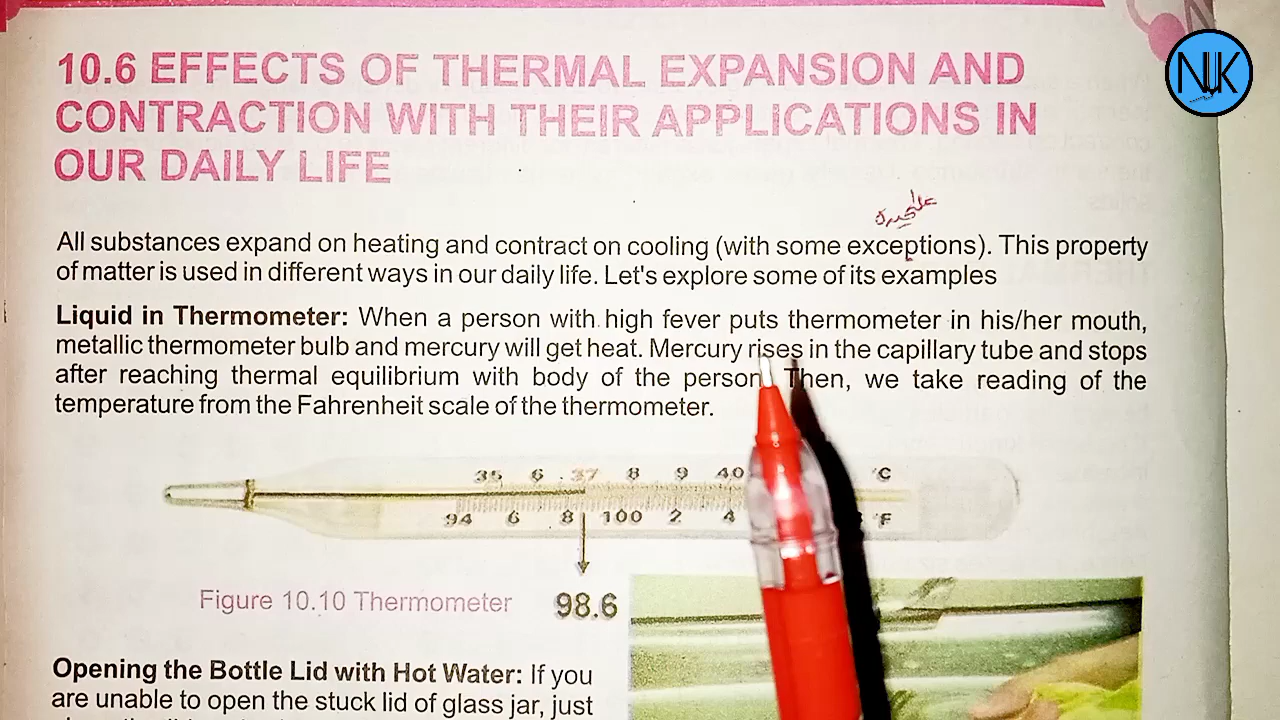 10.6 EFFECTS OF THERMAL EXPANSION AND
CONTRACTION WITH THEIR APPLICATIONS IN
OUR DAILY LIFE
NJK
All substances expand on heating and contract on cooling (with some exceptions). This property
of matter is used in different ways in our daily life. Let's explore some of its examples
Liquid in Thermometer: When a person with high fever puts thermometer in his/her mouth,
metallic thermometer bulb and mercury will get heat. Mercury rises in the capillary tube and stops
after reaching thermal equilibrium with body of the person. Then, we take reading of the
temperature from the Fahrenheit scale of the thermometer.
35 6 37 8 9 40 °C
94 6 8 100 2 4 °F
Figure 10.10 Thermometer 98.6
Opening the Bottle Lid with Hot Water: If you
are unable to open the stuck lid of glass jar, just